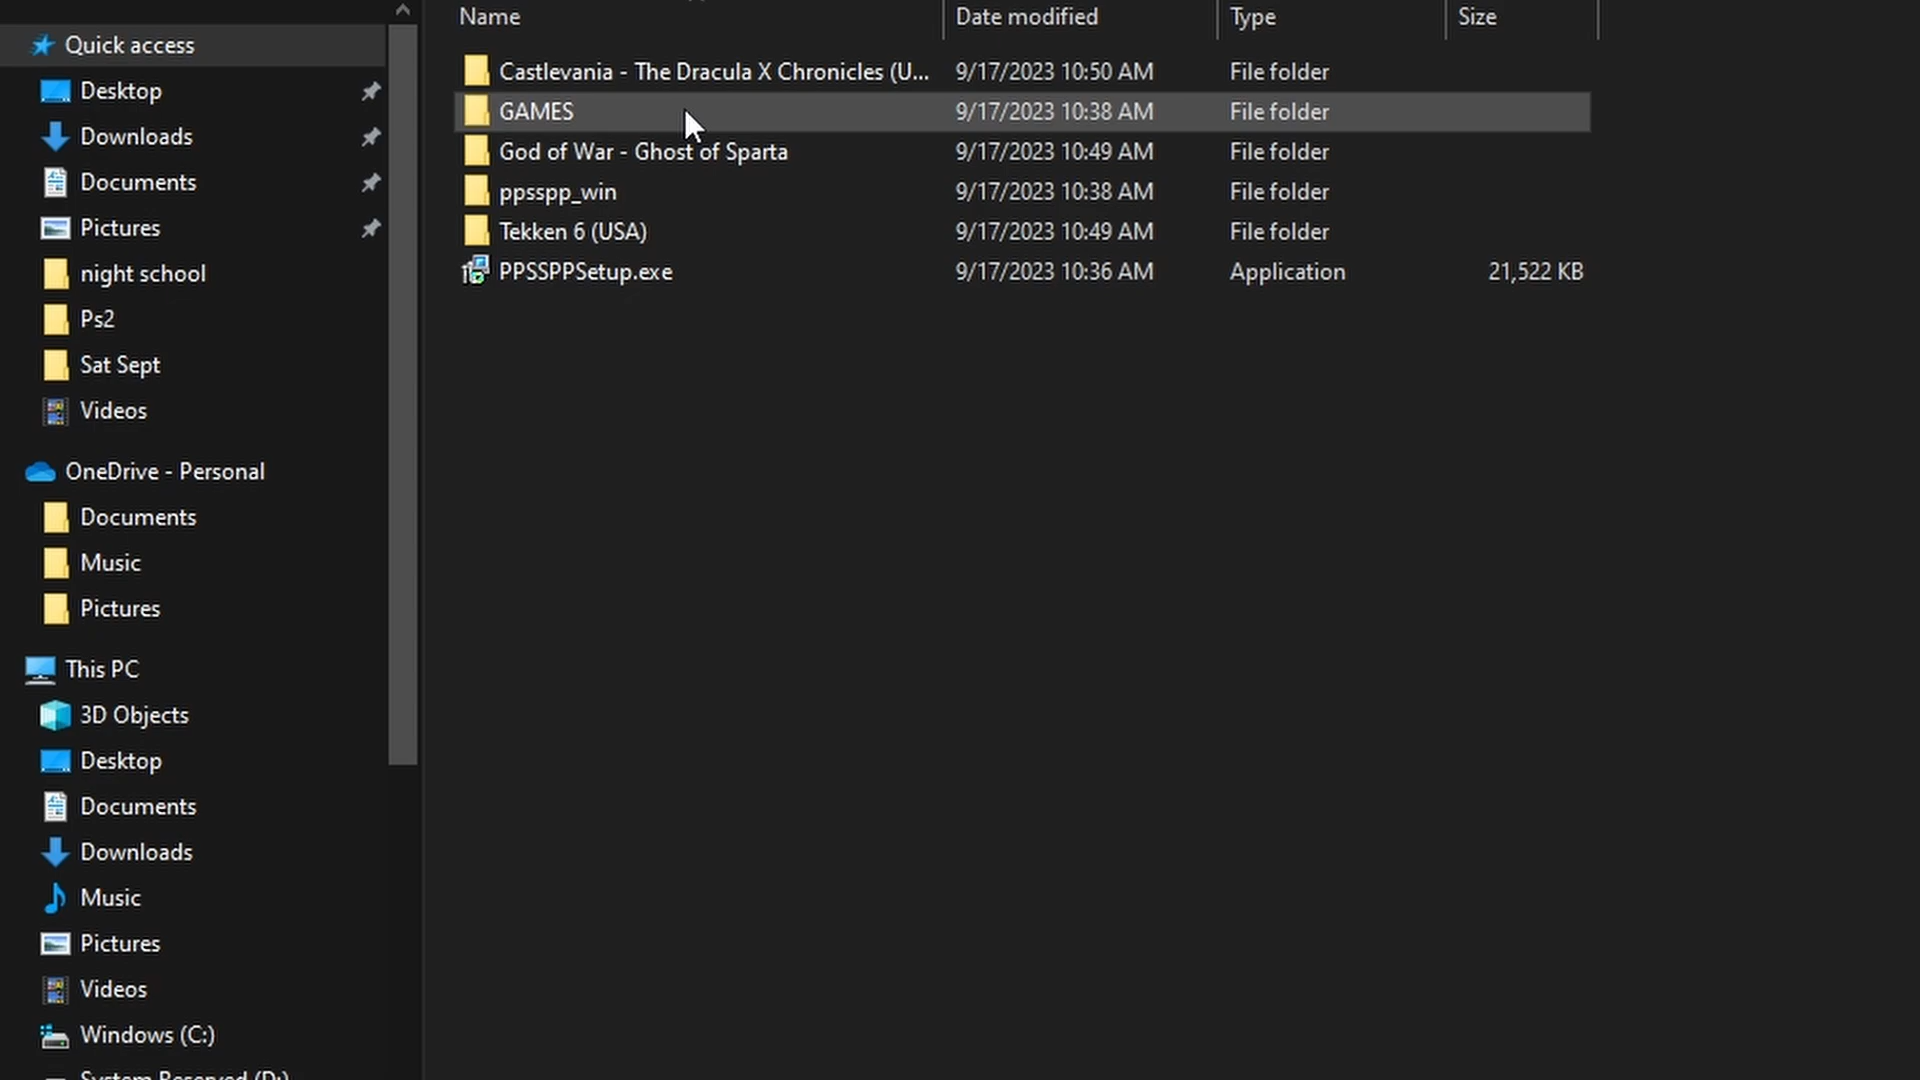 Name Date modified Type Size
Quick access
Desktop
Downloads
Documents
Pictures
night school
Ps2
Sat Sept
Videos
OneDrive - Personal
Documents
Music
Pictures
This PC
3D Objects
Desktop
Documents
Downloads
Music
Pictures
Videos
Windows (C:)
System Reserved (D:)
Castlevania - The Dracula X Chronicles (U... 9/17/2023 10:50 AM File folder
GAMES 9/17/2023 10:38 AM File folder
God of War - Ghost of Sparta 9/17/2023 10:49 AM File folder
ppsspp_win 9/17/2023 10:38 AM File folder
Tekken 6 (USA) 9/17/2023 10:49 AM File folder
PPSSPPSetup.exe 9/17/2023 10:36 AM Application 21,522 KB